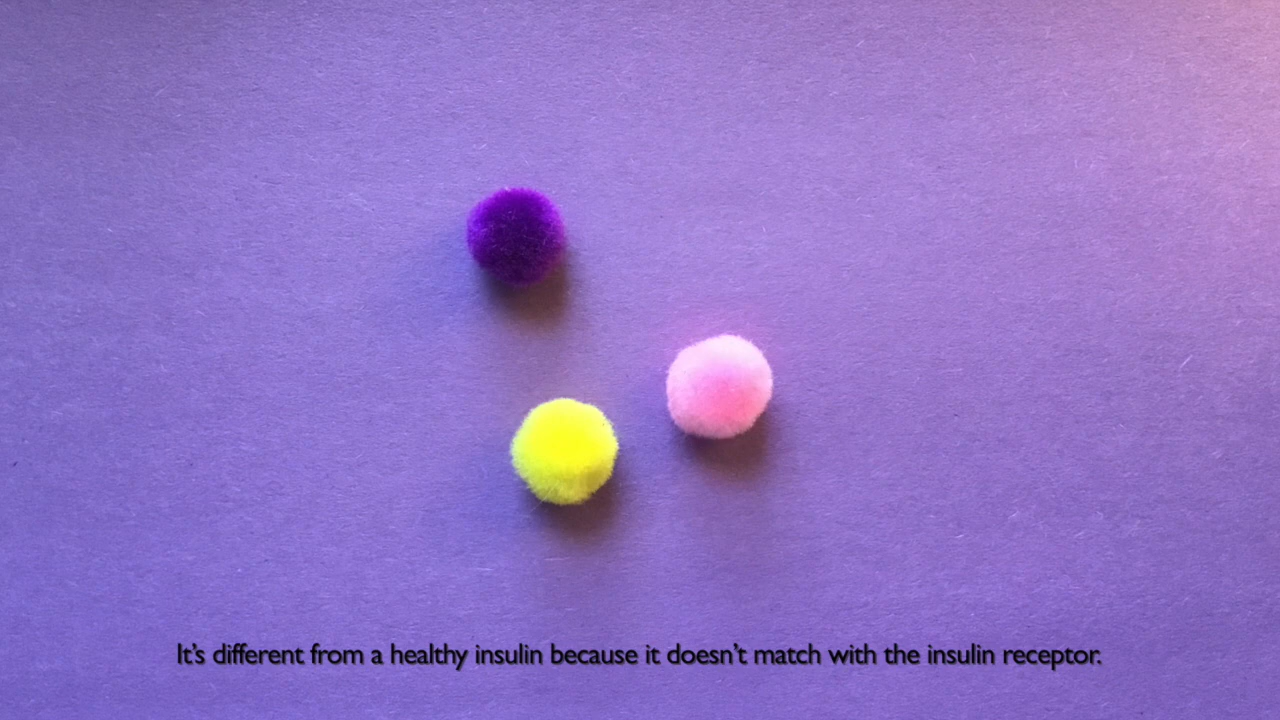 It's different from a healthy insulin because it doesn't match with the insulin receptor.